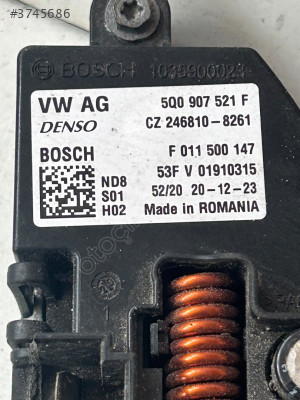 #3745686
BOSCH 1039900023
VW AG 5Q0 907 521 F
DENSO CZ 246810-8261
BOSCH F 011 500 147
ND8 53F V 01910315
S01 52/20 20-12-23
H02 Made in ROMANIA